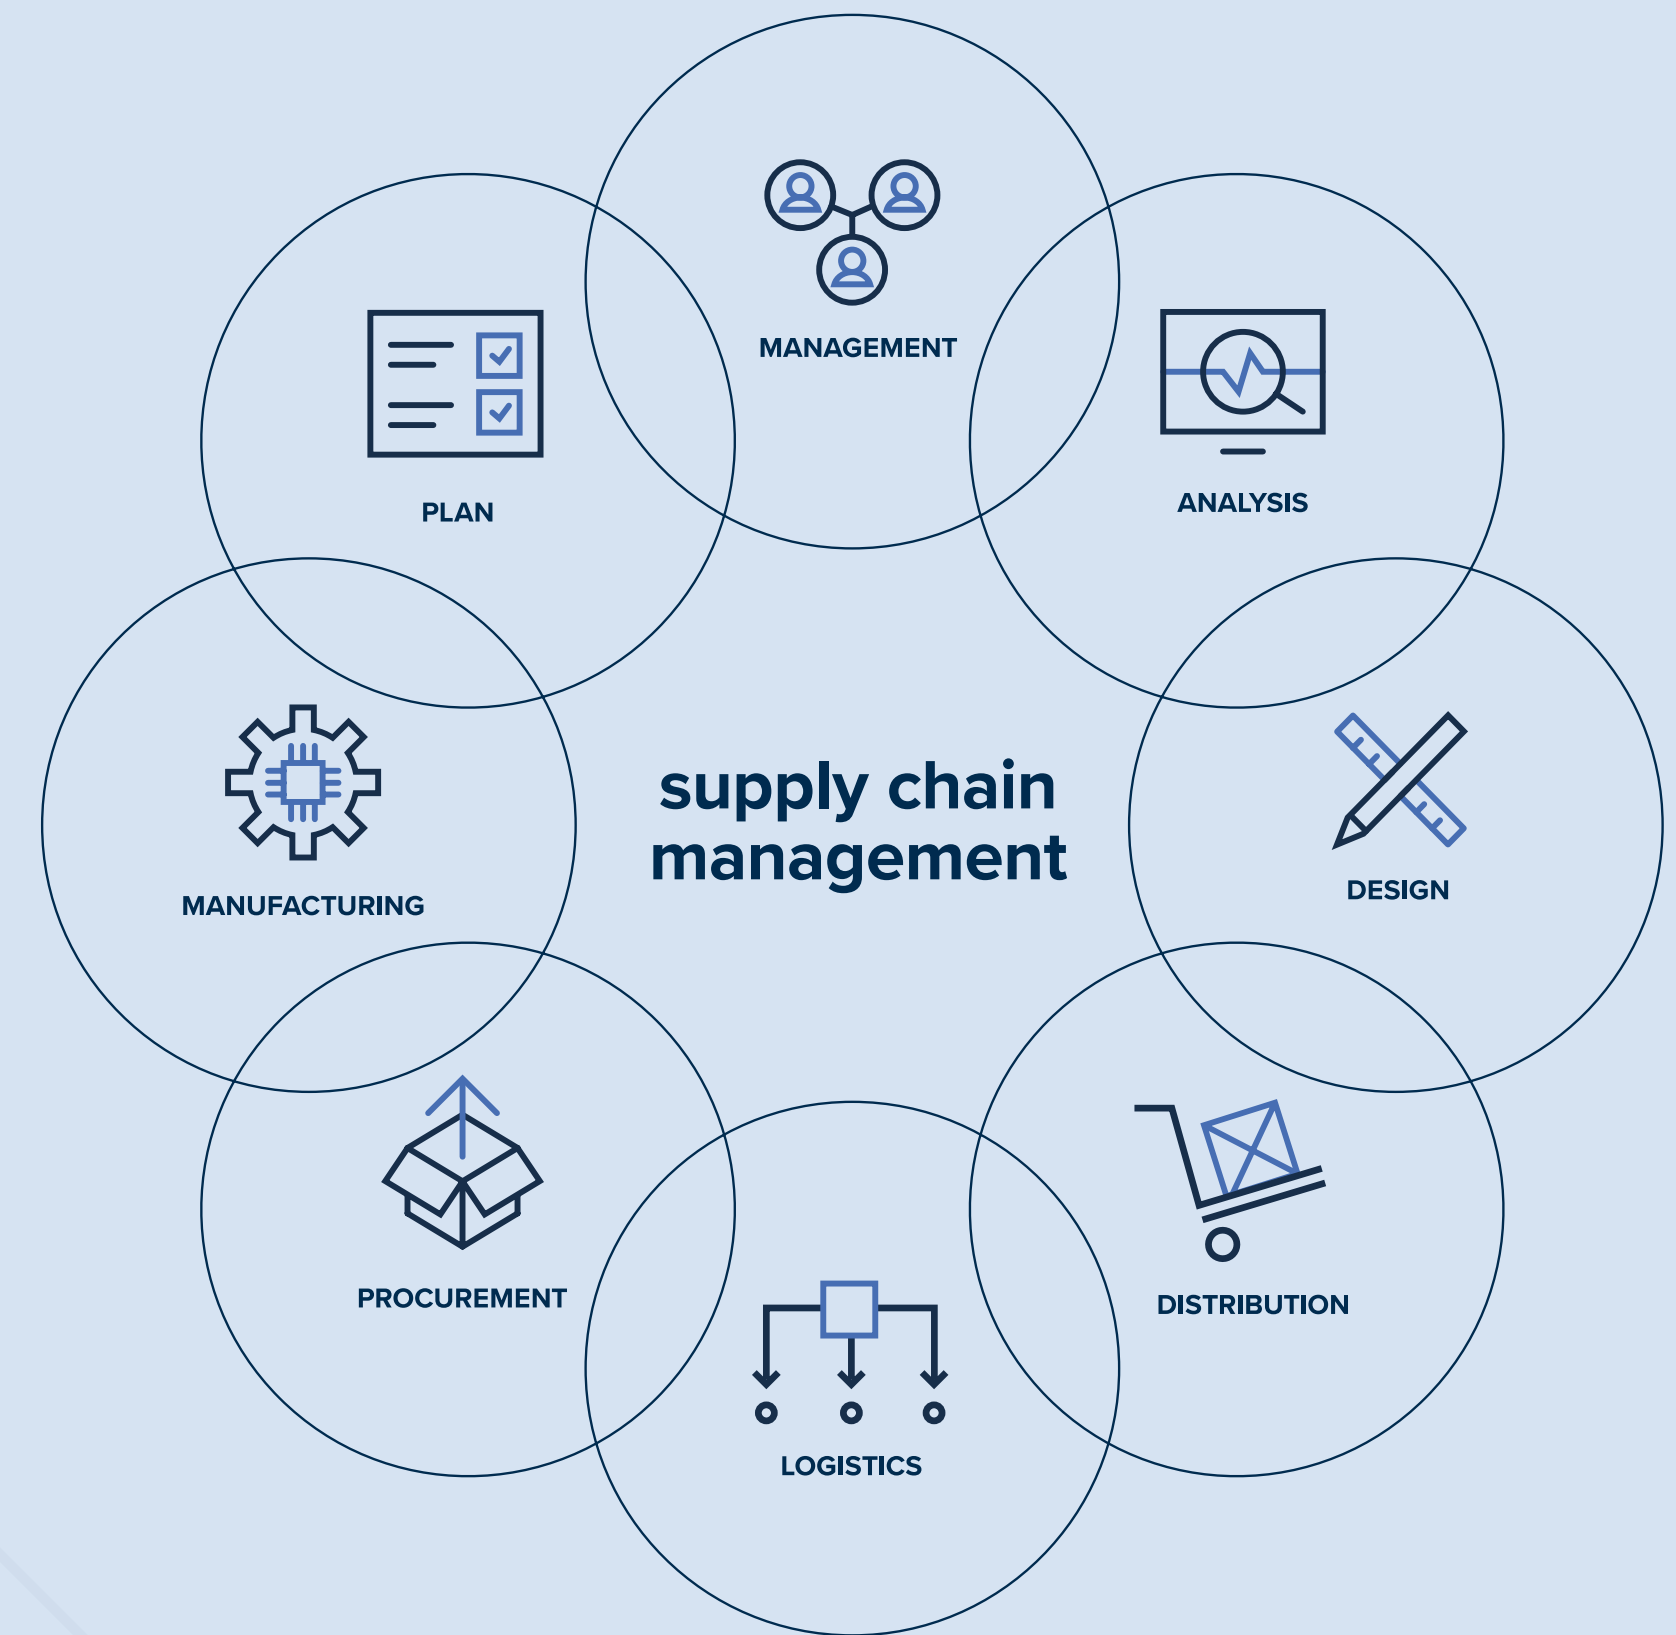 MANAGEMENT
PLAN
ANALYSIS
supply chain
management
MANUFACTURING
DESIGN
PROCUREMENT
DISTRIBUTION
LOGISTICS